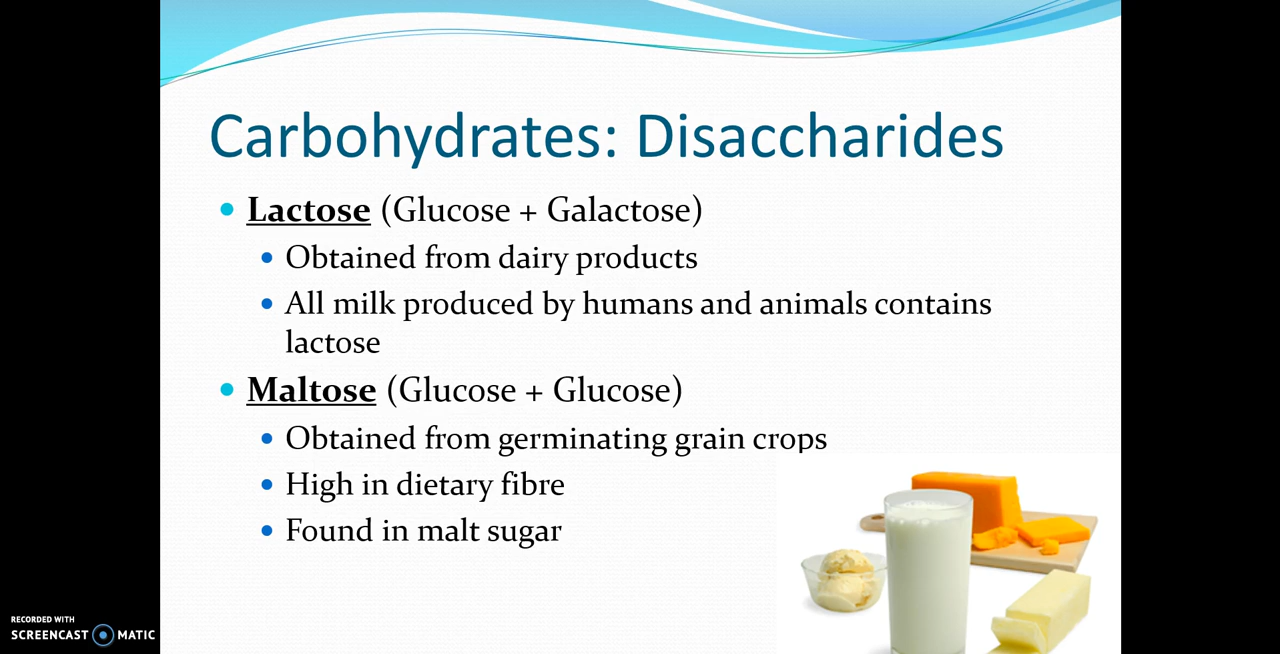 Carbohydrates: Disaccharides
• Lactose (Glucose + Galactose)
• Obtained from dairy products
• All milk produced by humans and animals contains
lactose
• Maltose (Glucose + Glucose)
• Obtained from germinating grain crops
• High in dietary fibre
• Found in malt sugar
RECORDED WITH
SCREENCAST MATIC